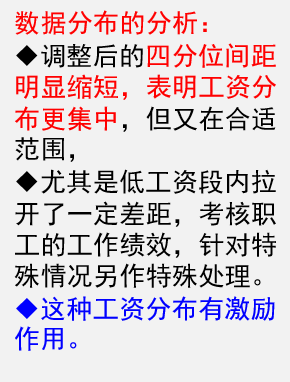 数据分布的分析：
◆调整后的四分位间距
明显缩短，表明工资分
布更集中，但又在合适
范围，
◆尤其是低工资段内拉
开了一定差距，考核职
工的工作绩效，针对特
殊情况另作特殊处理。
◆这种工资分布有激励
作用。